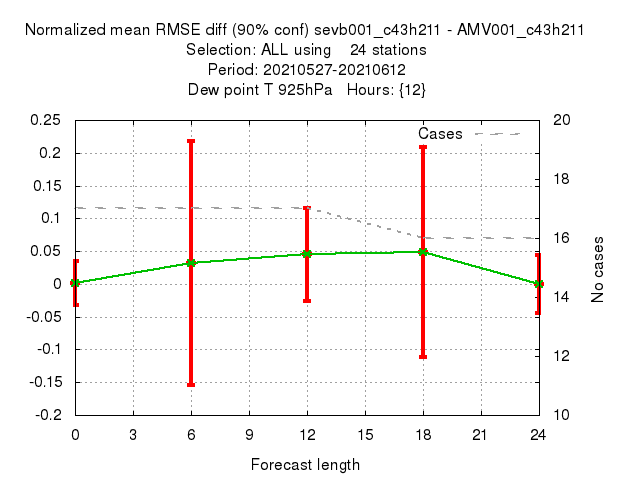 Normalized mean RMSE diff (90% conf) sevb001_c43h211 - AMV001_c43h211
Selection: ALL using    24 stations
Period: 20210527-20210612
Dew point T 925hPa   Hours: {12}
Cases
0.25
0.2
0.15
0.1
0.05
0
-0.05
-0.1
-0.15
-0.2
20
18
16
14
12
10
No cases
0 3 6 9 12 15 18 21 24
Forecast length